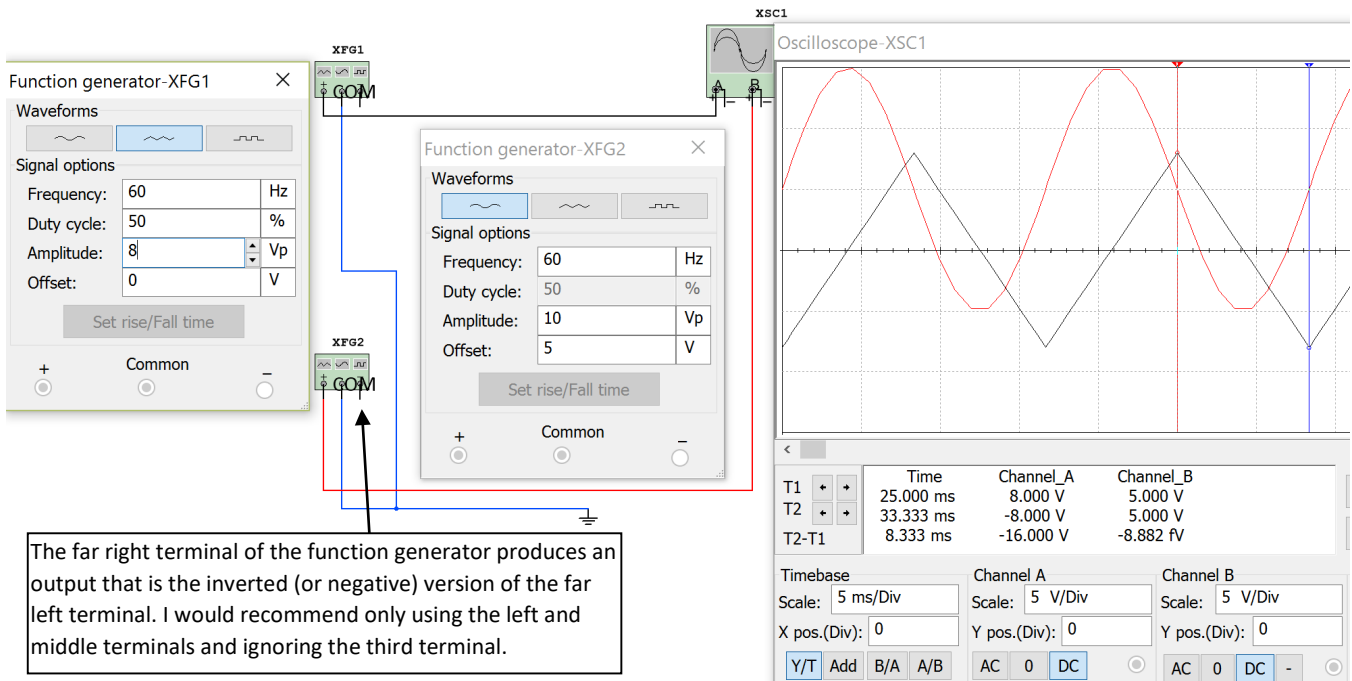 XSC1
XFG1
Function generator-XFG1
Waveforms
Signal options
Frequency: 60 Hz
Duty cycle: 50 %
Amplitude: 8 Vp
Offset: 0 V
Set rise/Fall time
+ Common −
+ COM
A B
+ − + −
Function generator-XFG2
Waveforms
Signal options
Frequency: 60 Hz
Duty cycle: 50 %
Amplitude: 10 Vp
Offset: 5 V
Set rise/Fall time
+ Common −
XFG2
+ COM
The far right terminal of the function generator produces an
output that is the inverted (or negative) version of the far
left terminal. I would recommend only using the left and
middle terminals and ignoring the third terminal.
Oscilloscope-XSC1
Time Channel_A Channel_B
T1 25.000 ms 8.000 V 5.000 V
T2 33.333 ms -8.000 V 5.000 V
T2-T1 8.333 ms -16.000 V -8.882 fV
Timebase
Scale: 5 ms/Div
X pos.(Div): 0
Y/T Add B/A A/B
Channel A
Scale: 5 V/Div
Y pos.(Div): 0
AC 0 DC
Channel B
Scale: 5 V/Div
Y pos.(Div): 0
AC 0 DC -